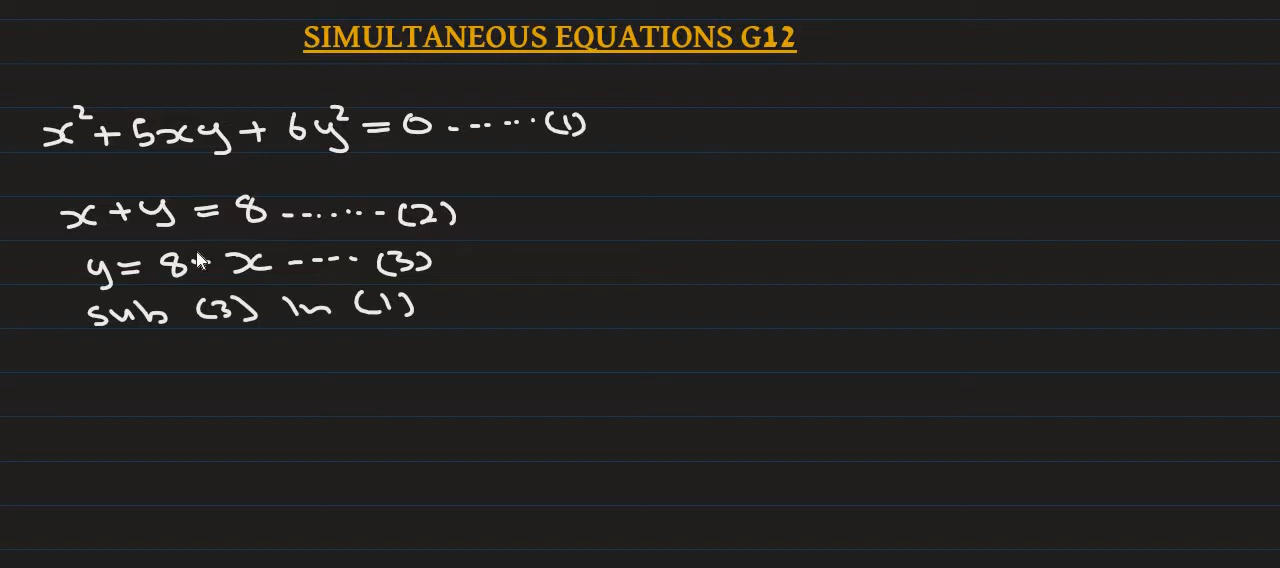 SIMULTANEOUS EQUATIONS G12
x² + 5xy + 6y² = 0 ....... (1)
x + y = 8 ....... (2)
y = 8 - x .... (3)
sub (3) in (1)